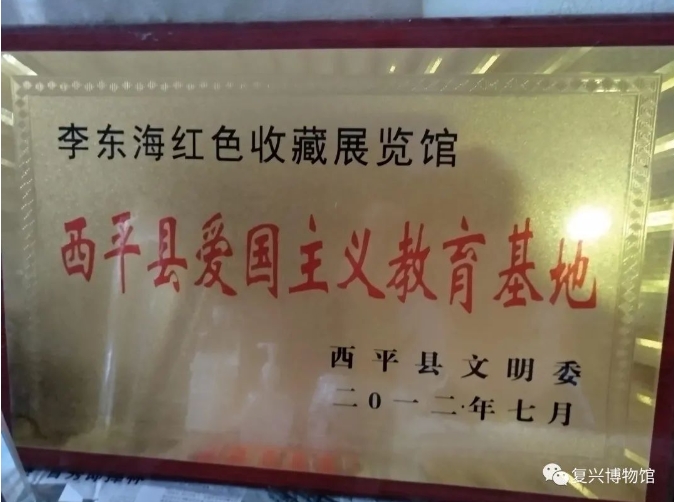 李东海红色收藏展览馆
西平县爱国主义教育基地
西平县文明委
二〇一二年七月
复兴博物馆